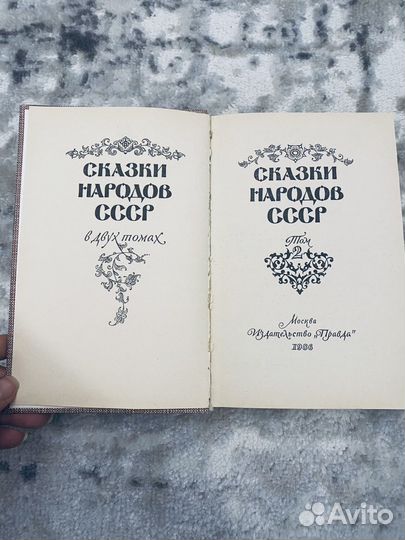 СКАЗКИ
НАРОДОВ
СССР
в двух томах
СКАЗКИ
НАРОДОВ
СССР
Том
2
Москва
Издательство „Правда"
1986
Avito